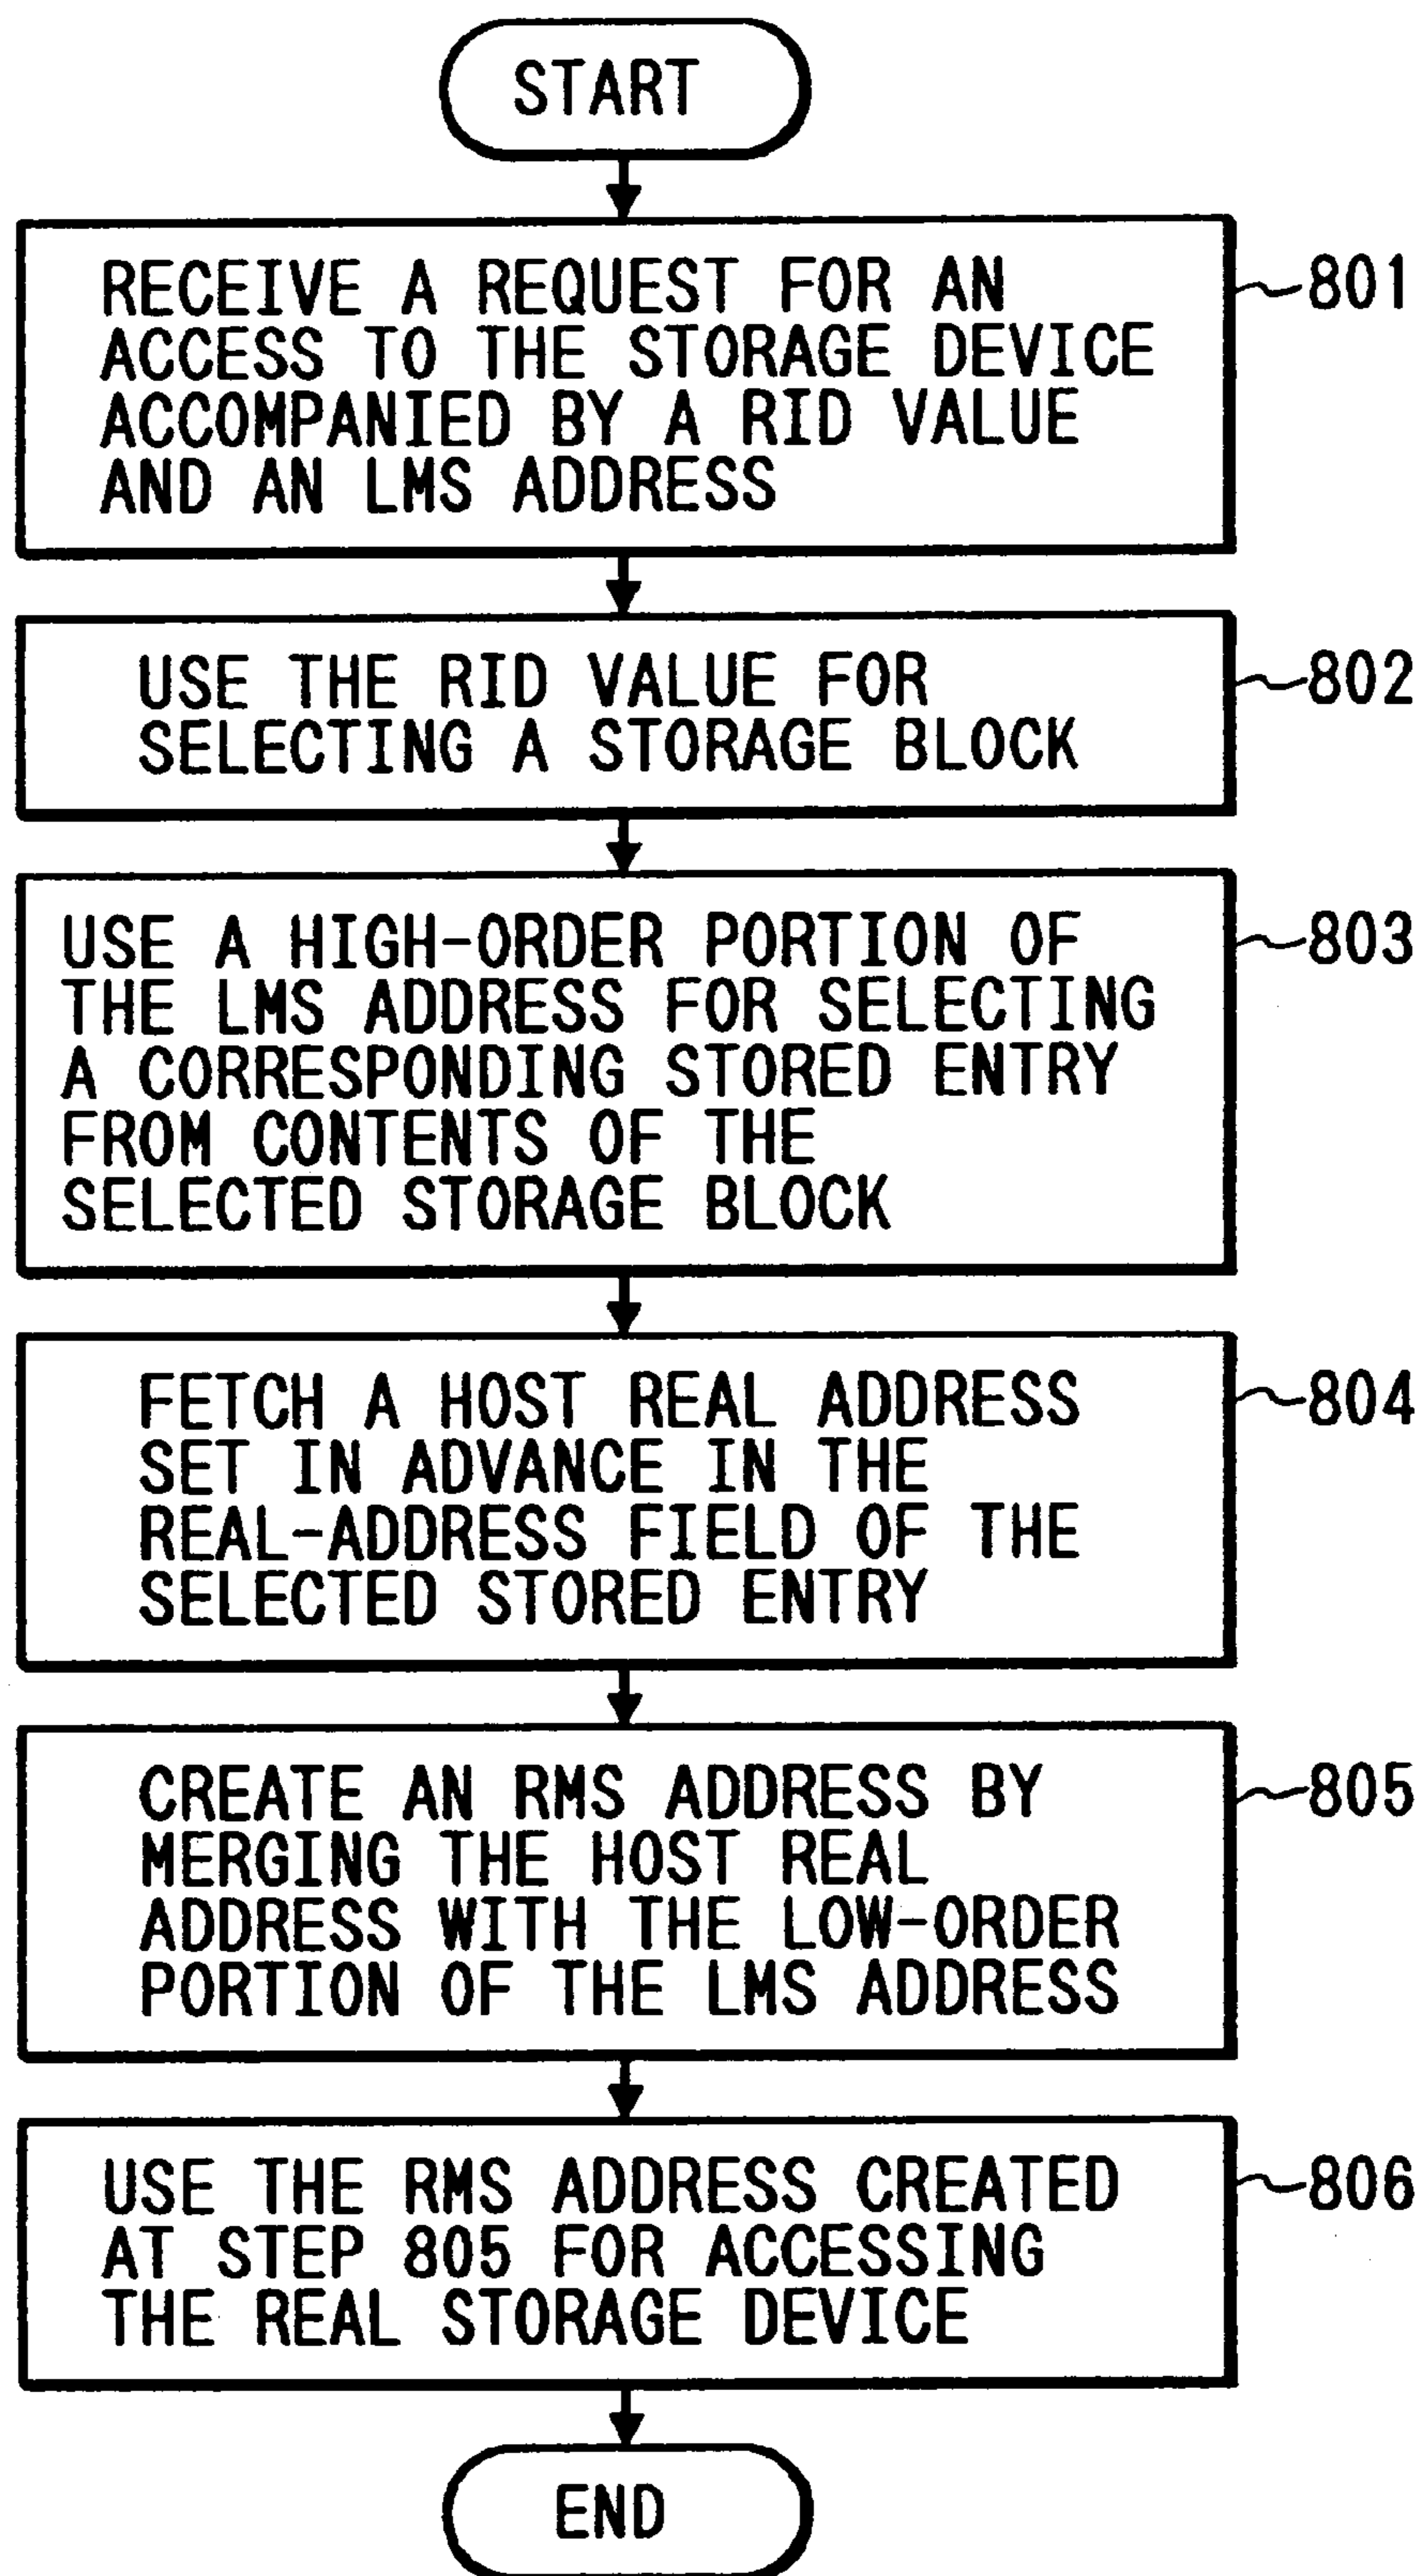 START
RECEIVE A REQUEST FOR AN
ACCESS TO THE STORAGE DEVICE
ACCOMPANIED BY A RID VALUE
AND AN LMS ADDRESS
801
USE THE RID VALUE FOR
SELECTING A STORAGE BLOCK
802
USE A HIGH-ORDER PORTION OF
THE LMS ADDRESS FOR SELECTING
A CORRESPONDING STORED ENTRY
FROM CONTENTS OF THE
SELECTED STORAGE BLOCK
803
FETCH A HOST REAL ADDRESS
SET IN ADVANCE IN THE
REAL-ADDRESS FIELD OF THE
SELECTED STORED ENTRY
804
CREATE AN RMS ADDRESS BY
MERGING THE HOST REAL
ADDRESS WITH THE LOW-ORDER
PORTION OF THE LMS ADDRESS
805
USE THE RMS ADDRESS CREATED
AT STEP 805 FOR ACCESSING
THE REAL STORAGE DEVICE
806
END